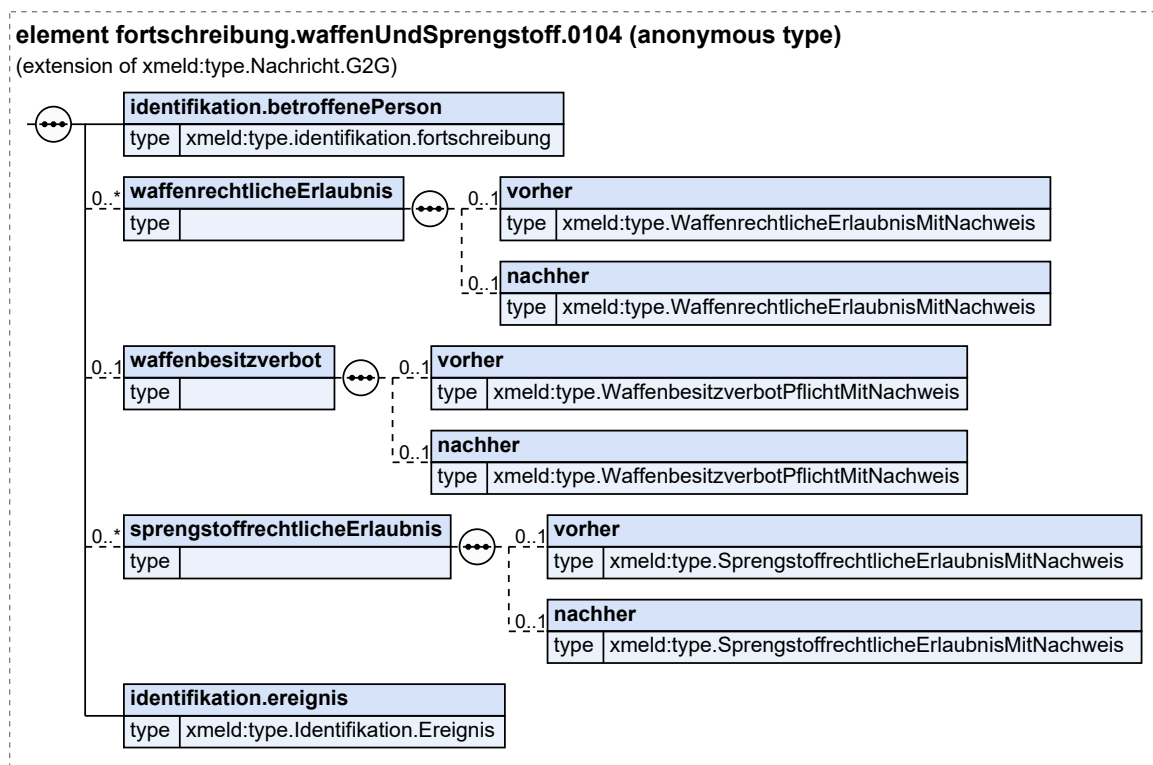 element fortschreibung.waffenUndSprengstoff.0104 (anonymous type)
(extension of xmeld:type.Nachricht.G2G)
identifikation.betroffenePerson
type xmeld:type.identifikation.fortschreibung
0..* waffenrechtlicheErlaubnis
type
0..1 vorher
type xmeld:type.WaffenrechtlicheErlaubnisMitNachweis
0..1 nachher
type xmeld:type.WaffenrechtlicheErlaubnisMitNachweis
0..1 waffenbesitzverbot
type
0..1 vorher
type xmeld:type.WaffenbesitzverbotPflichtMitNachweis
0..1 nachher
type xmeld:type.WaffenbesitzverbotPflichtMitNachweis
0..* sprengstoffrechtlicheErlaubnis
type
0..1 vorher
type xmeld:type.SprengstoffrechtlicheErlaubnisMitNachweis
0..1 nachher
type xmeld:type.SprengstoffrechtlicheErlaubnisMitNachweis
identifikation.ereignis
type xmeld:type.Identifikation.Ereignis